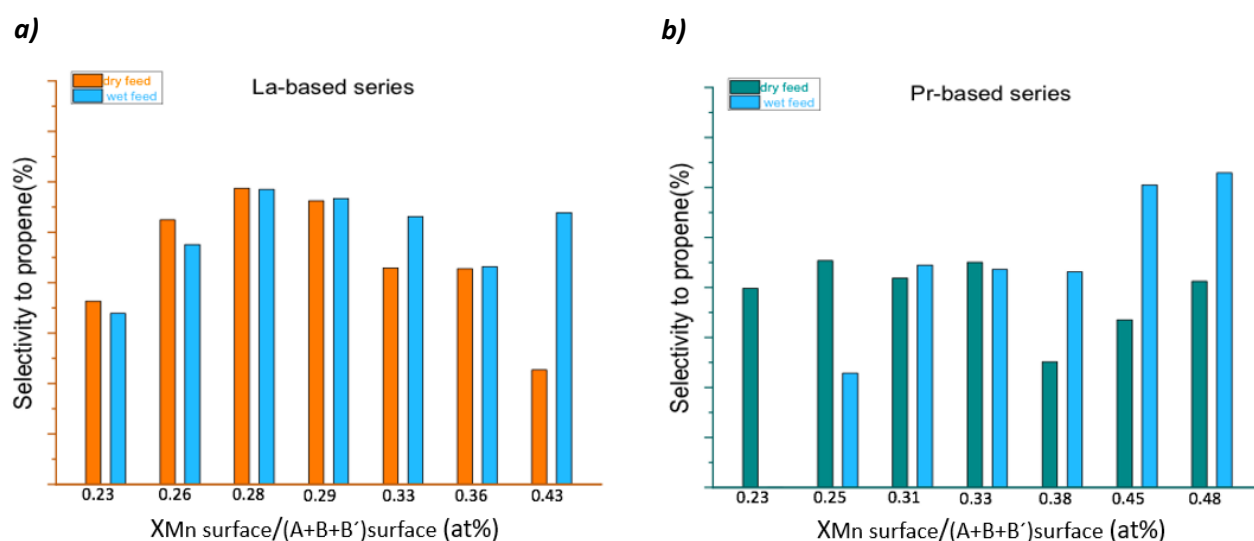 a)
La-based series
dry feed
wet feed
Selectivity to propene(%)
0.23 0.26 0.28 0.29 0.33 0.36 0.43
XMn surface/(A+B+B´)surface (at%)
b)
Pr-based series
dry feed
wet feed
Selectivity to propene(%)
0.23 0.25 0.31 0.33 0.38 0.45 0.48
XMn surface/(A+B+B´)surface (at%)